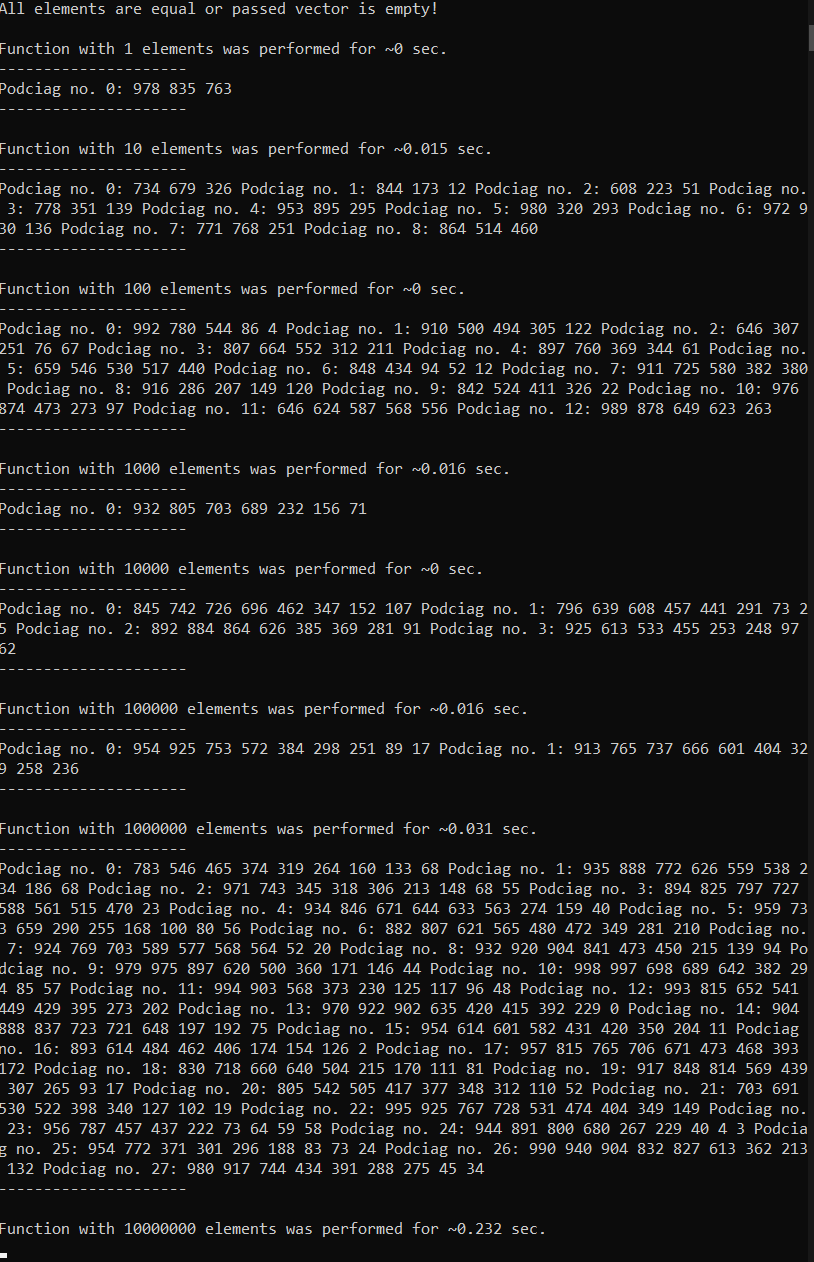 All elements are equal or passed vector is empty!
Function with 1 elements was performed for ~0 sec.
---------------------
Podciag no. 0: 978 835 763
---------------------
Function with 10 elements was performed for ~0.015 sec.
---------------------
Podciag no. 0: 734 679 326 Podciag no. 1: 844 173 12 Podciag no. 2: 608 223 51 Podciag no.
3: 778 351 139 Podciag no. 4: 953 895 295 Podciag no. 5: 980 320 293 Podciag no. 6: 972 9
30 136 Podciag no. 7: 771 768 251 Podciag no. 8: 864 514 460
---------------------
Function with 100 elements was performed for ~0 sec.
---------------------
Podciag no. 0: 992 780 544 86 4 Podciag no. 1: 910 500 494 305 122 Podciag no. 2: 646 307
251 76 67 Podciag no. 3: 807 664 552 312 211 Podciag no. 4: 897 760 369 344 61 Podciag no.
5: 659 546 530 517 440 Podciag no. 6: 848 434 94 52 12 Podciag no. 7: 911 725 580 382 380
Podciag no. 8: 916 286 207 149 120 Podciag no. 9: 842 524 411 326 22 Podciag no. 10: 976
874 473 273 97 Podciag no. 11: 646 624 587 568 556 Podciag no. 12: 989 878 649 623 263
---------------------
Function with 1000 elements was performed for ~0.016 sec.
---------------------
Podciag no. 0: 932 805 703 689 232 156 71
---------------------
Function with 10000 elements was performed for ~0 sec.
---------------------
Podciag no. 0: 845 742 726 696 462 347 152 107 Podciag no. 1: 796 639 608 457 441 291 73 2
5 Podciag no. 2: 892 884 864 626 385 369 281 91 Podciag no. 3: 925 613 533 455 253 248 97
62
---------------------
Function with 100000 elements was performed for ~0.016 sec.
---------------------
Podciag no. 0: 954 925 753 572 384 298 251 89 17 Podciag no. 1: 913 765 737 666 601 404 32
9 258 236
---------------------
Function with 1000000 elements was performed for ~0.031 sec.
---------------------
Podciag no. 0: 783 546 465 374 319 264 160 133 68 Podciag no. 1: 935 888 772 626 559 538 2
34 186 68 Podciag no. 2: 971 743 345 318 306 213 148 68 55 Podciag no. 3: 894 825 797 727
588 561 515 470 23 Podciag no. 4: 934 846 671 644 633 563 274 159 40 Podciag no. 5: 959 73
3 659 290 255 168 100 80 56 Podciag no. 6: 882 807 621 565 480 472 349 281 210 Podciag no.
7: 924 769 703 589 577 568 564 52 20 Podciag no. 8: 932 920 904 841 473 450 215 139 94 Po
dciag no. 9: 979 975 897 620 500 360 171 146 44 Podciag no. 10: 998 997 698 689 642 382 29
4 85 57 Podciag no. 11: 994 903 568 373 230 125 117 96 48 Podciag no. 12: 993 815 652 541
449 429 395 273 202 Podciag no. 13: 970 922 902 635 420 415 392 229 0 Podciag no. 14: 904
888 837 723 721 648 197 192 75 Podciag no. 15: 954 614 601 582 431 420 350 204 11 Podciag
no. 16: 893 614 484 462 406 174 154 126 2 Podciag no. 17: 957 815 765 706 671 473 468 393
172 Podciag no. 18: 830 718 660 640 504 215 170 111 81 Podciag no. 19: 917 848 814 569 439
307 265 93 17 Podciag no. 20: 805 542 505 417 377 348 312 110 52 Podciag no. 21: 703 691
530 522 398 340 127 102 19 Podciag no. 22: 995 925 767 728 531 474 404 349 149 Podciag no.
23: 956 787 457 437 222 73 64 59 58 Podciag no. 24: 944 891 800 680 267 229 40 4 3 Podcia
g no. 25: 954 772 371 301 296 188 83 73 24 Podciag no. 26: 990 940 904 832 827 613 362 213
132 Podciag no. 27: 980 917 744 434 391 288 275 45 34
---------------------
Function with 10000000 elements was performed for ~0.232 sec.